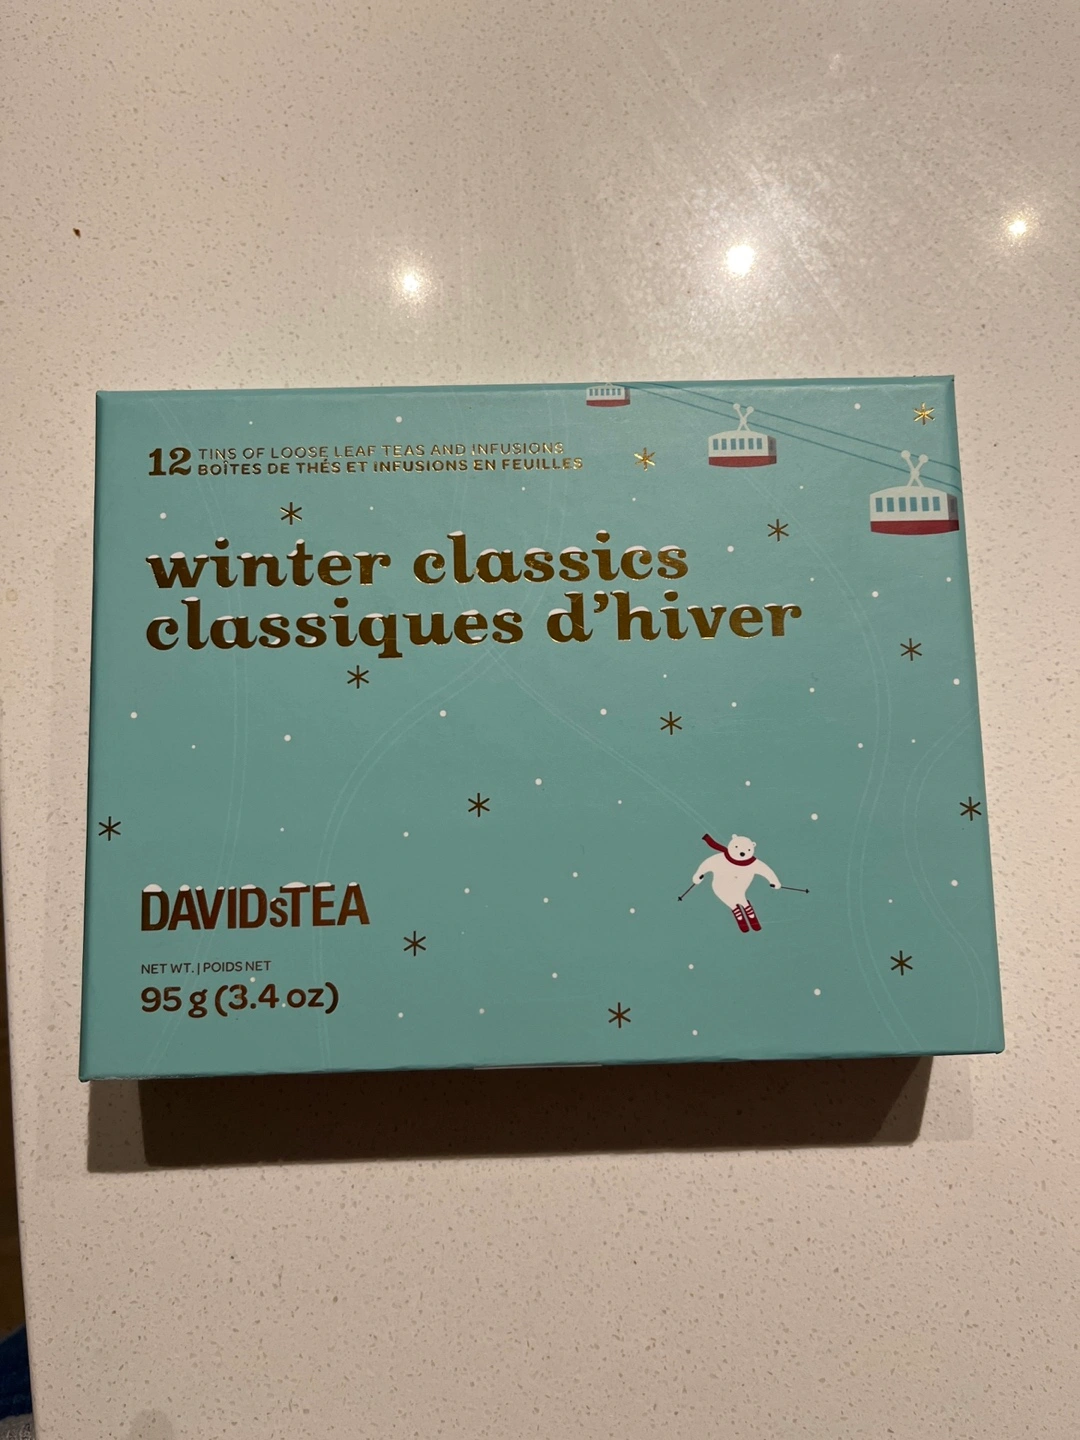 12 TINS OF LOOSE LEAF TEAS AND INFUSIONS
BOÎTES DE THÉS ET INFUSIONS EN FEUILLES
winter classics
classiques d'hiver
DAVIDsTEA
NET WT. | POIDS NET
95 g (3.4 oz)